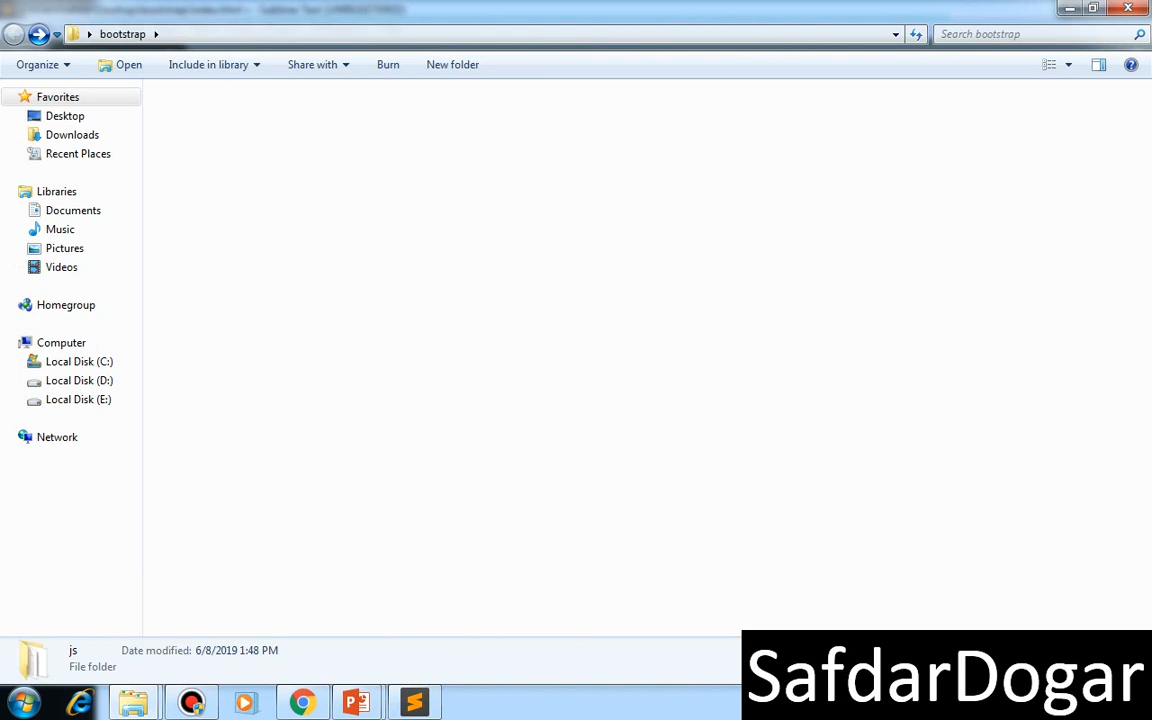 bootstrap
Search bootstrap
Organize Open Include in library Share with Burn New folder
Favorites
Desktop
Downloads
Recent Places
Libraries
Documents
Music
Pictures
Videos
Homegroup
Computer
Local Disk (C:)
Local Disk (D:)
Local Disk (E:)
Network
js Date modified: 6/8/2019 1:48 PM
File folder
SafdarDogar